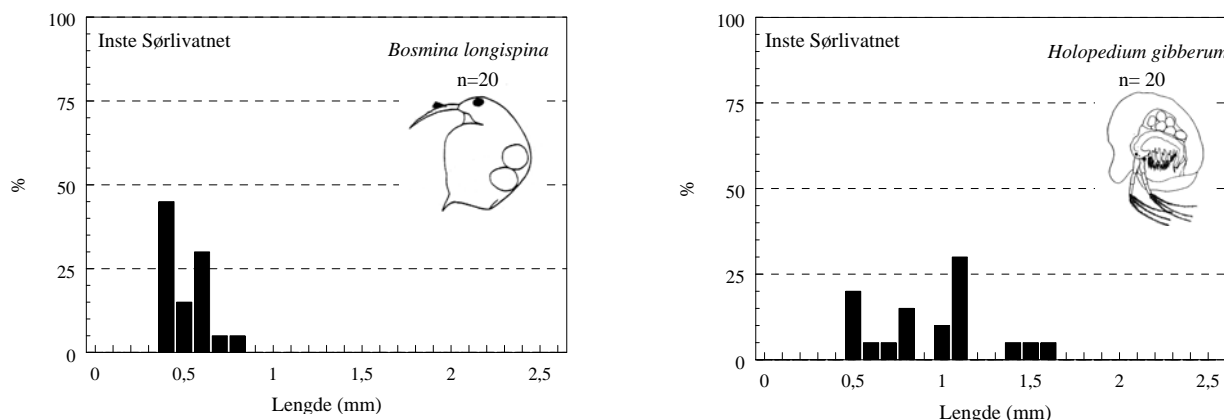 100
75
50
25
0
%
Inste Sørlivatnet
Bosmina longispina
n=20
0 0,5 1 1,5 2 2,5
Lengde (mm)
100
75
50
25
0
%
Inste Sørlivatnet
Holopedium gibberum
n= 20
0 0,5 1 1,5 2 2,5
Lengde (mm)